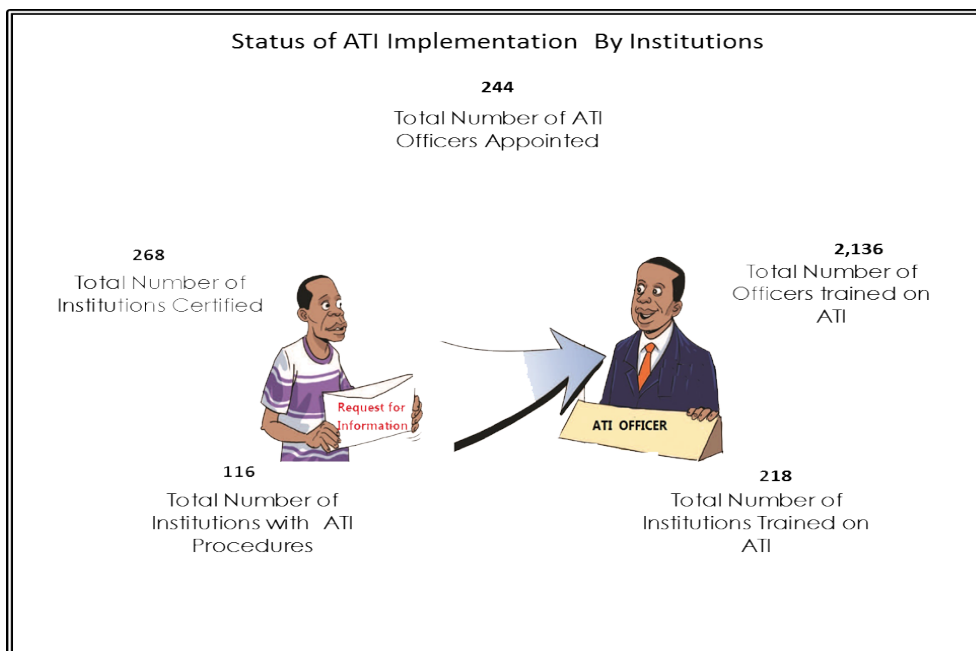 Status of ATI Implementation By Institutions
244
Total Number of ATI
Officers Appointed
268
Total Number of
Institutions Certified
2,136
Total Number of
Officers trained on
ATI
Request for
Information
ATI OFFICER
116
Total Number of
Institutions with ATI
Procedures
218
Total Number of
Institutions Trained on
ATI